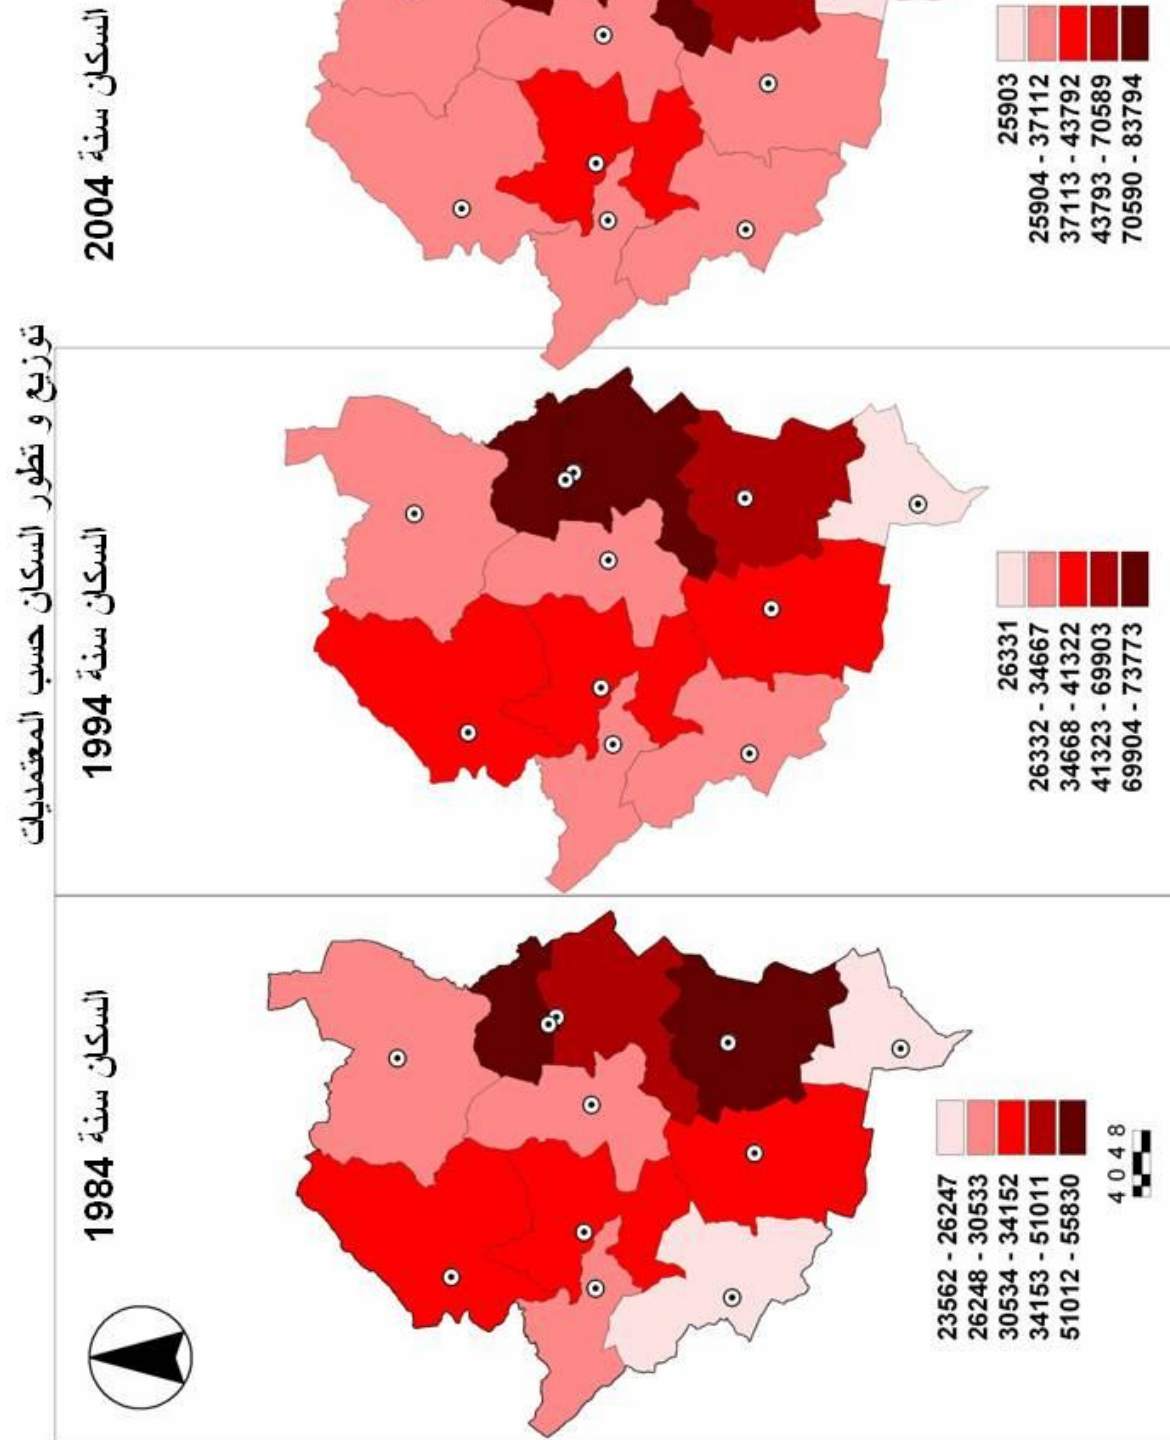 توزيع و تطور السكان حسب المعتمديات
السكان سنة 1984
23562 - 26247
26248 - 30533
30534 - 34152
34153 - 51011
51012 - 55830
4 0 4 8
السكان سنة 1994
26331
26332 - 34667
34668 - 41322
41323 - 69903
69904 - 73773
السكان سنة 2004
25903
25904 - 37112
37113 - 43792
43793 - 70589
70590 - 83794